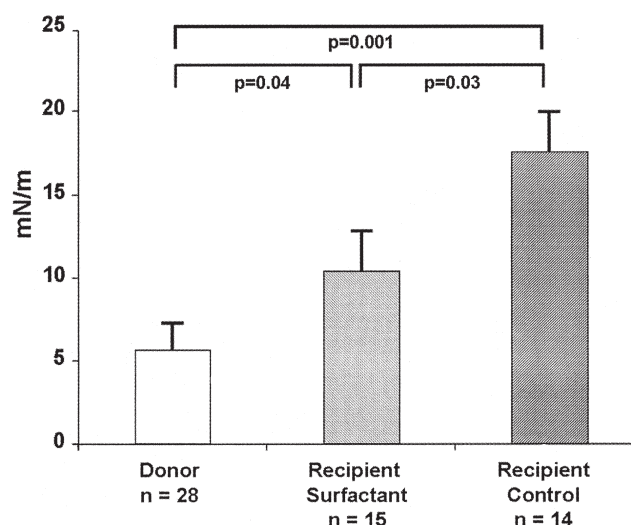 25
20
15
10
5
0
mN/m
p=0.001
p=0.04
p=0.03
Donor
n = 28
Recipient
Surfactant
n = 15
Recipient
Control
n = 14